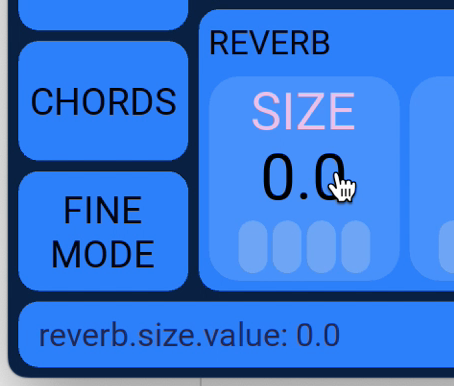 REVERB
CHORDS
SIZE
0.0
FINE
MODE
reverb.size.value: 0.0